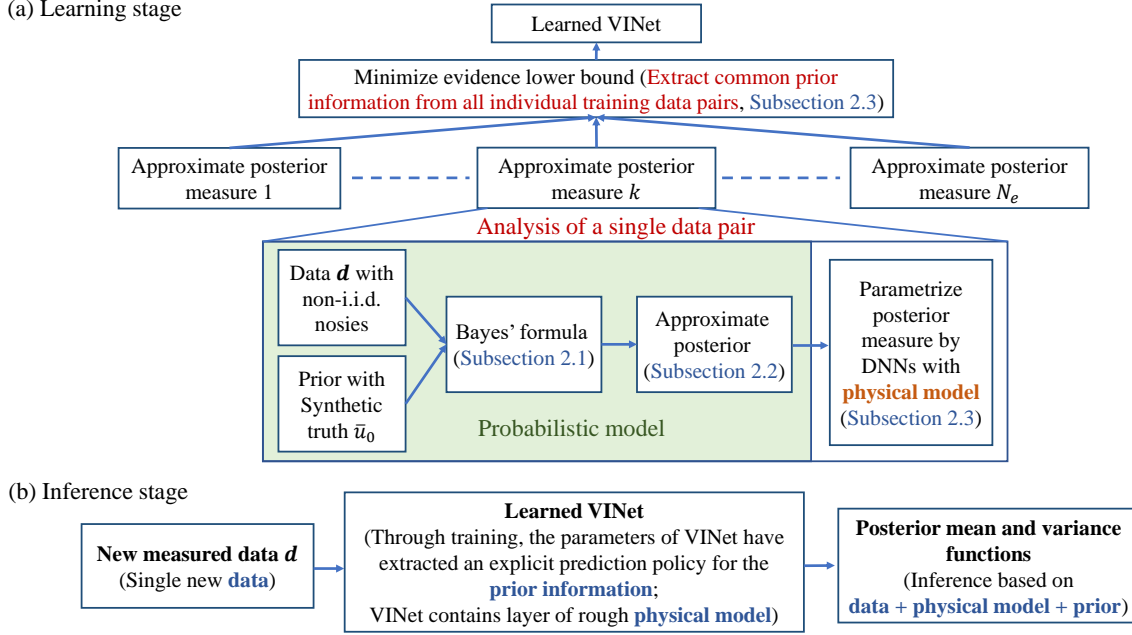 (a) Learning stage
Learned VINet
Minimize evidence lower bound (Extract common prior
information from all individual training data pairs, Subsection 2.3)
Approximate posterior
measure 1
Approximate posterior
measure k
Approximate posterior
measure Nₑ
Analysis of a single data pair
Data d with
non-i.i.d.
nosies
Prior with
Synthetic
truth ū₀
Bayes' formula
(Subsection 2.1)
Approximate
posterior
(Subsection 2.2)
Probabilistic model
Parametrize
posterior
measure by
DNNs with
physical model
(Subsection 2.3)
(b) Inference stage
New measured data d
(Single new data)
Learned VINet
(Through training, the parameters of VINet have
extracted an explicit prediction policy for the
prior information;
VINet contains layer of rough physical model)
Posterior mean and variance
functions
(Inference based on
data + physical model + prior)